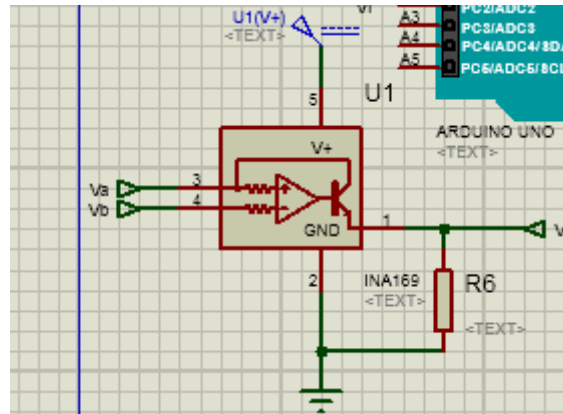 PC2/ADC2
A3
PC3/ADC3
A4
PC4/ADC4/SD
A5
PC5/ADC5/SCL
U1(V+)
<TEXT>
U1
5
ARDUINO UNO
<TEXT>
V+
Va
3
Vb
4
GND
1
V
2
INA169
<TEXT>
R6
<TEXT>